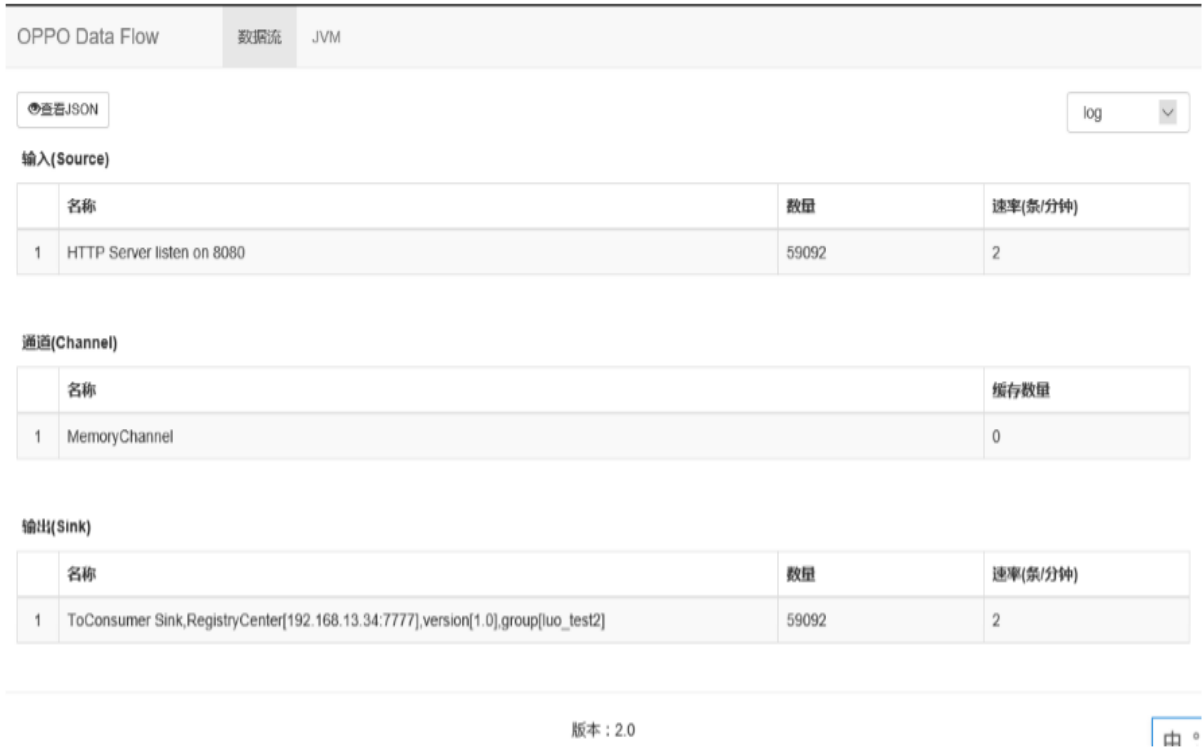 OPPO Data Flow 数据流 JVM
查看JSON log
输入(Source)
名称 数量 速率(条/分钟)
1 HTTP Server listen on 8080 59092 2
通道(Channel)
名称 缓存数量
1 MemoryChannel 0
输出(Sink)
名称 数量 速率(条/分钟)
1 ToConsumer Sink,RegistryCenter[192.168.13.34:7777],version[1.0],group[luo_test2] 59092 2
版本：2.0